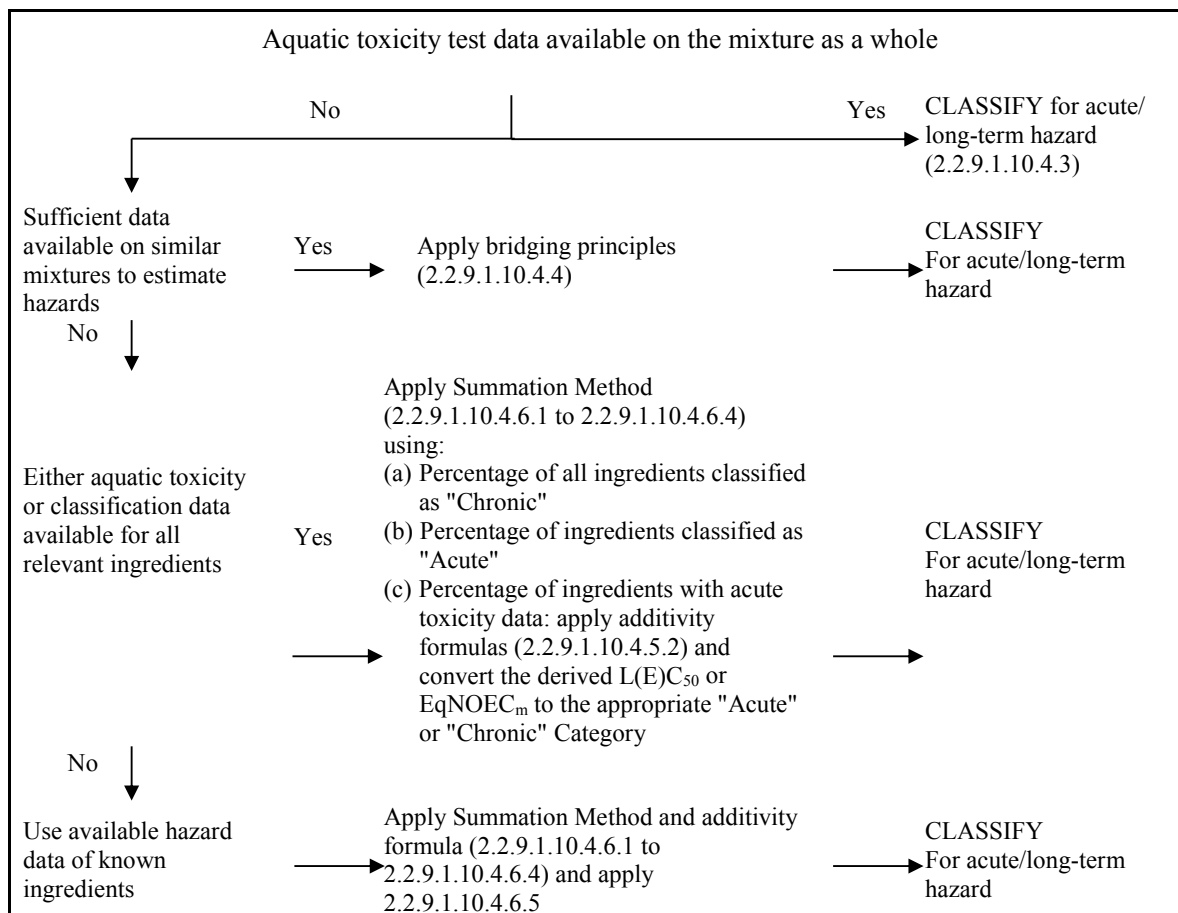 Aquatic toxicity test data available on the mixture as a whole
No
Yes
CLASSIFY for acute/
long-term hazard
(2.2.9.1.10.4.3)
Sufficient data
available on similar
mixtures to estimate
hazards
Yes
Apply bridging principles
(2.2.9.1.10.4.4)
CLASSIFY
For acute/long-term
hazard
No
Either aquatic toxicity
or classification data
available for all
relevant ingredients
Yes
Apply Summation Method
(2.2.9.1.10.4.6.1 to 2.2.9.1.10.4.6.4)
using:
(a) Percentage of all ingredients classified
as "Chronic"
(b) Percentage of ingredients classified as
"Acute"
(c) Percentage of ingredients with acute
toxicity data: apply additivity
formulas (2.2.9.1.10.4.5.2) and
convert the derived L(E)C₅₀ or
EqNOECₘ to the appropriate "Acute"
or "Chronic" Category
CLASSIFY
For acute/long-term
hazard
No
Use available hazard
data of known
ingredients
Apply Summation Method and additivity
formula (2.2.9.1.10.4.6.1 to
2.2.9.1.10.4.6.4) and apply
2.2.9.1.10.4.6.5
CLASSIFY
For acute/long-term
hazard